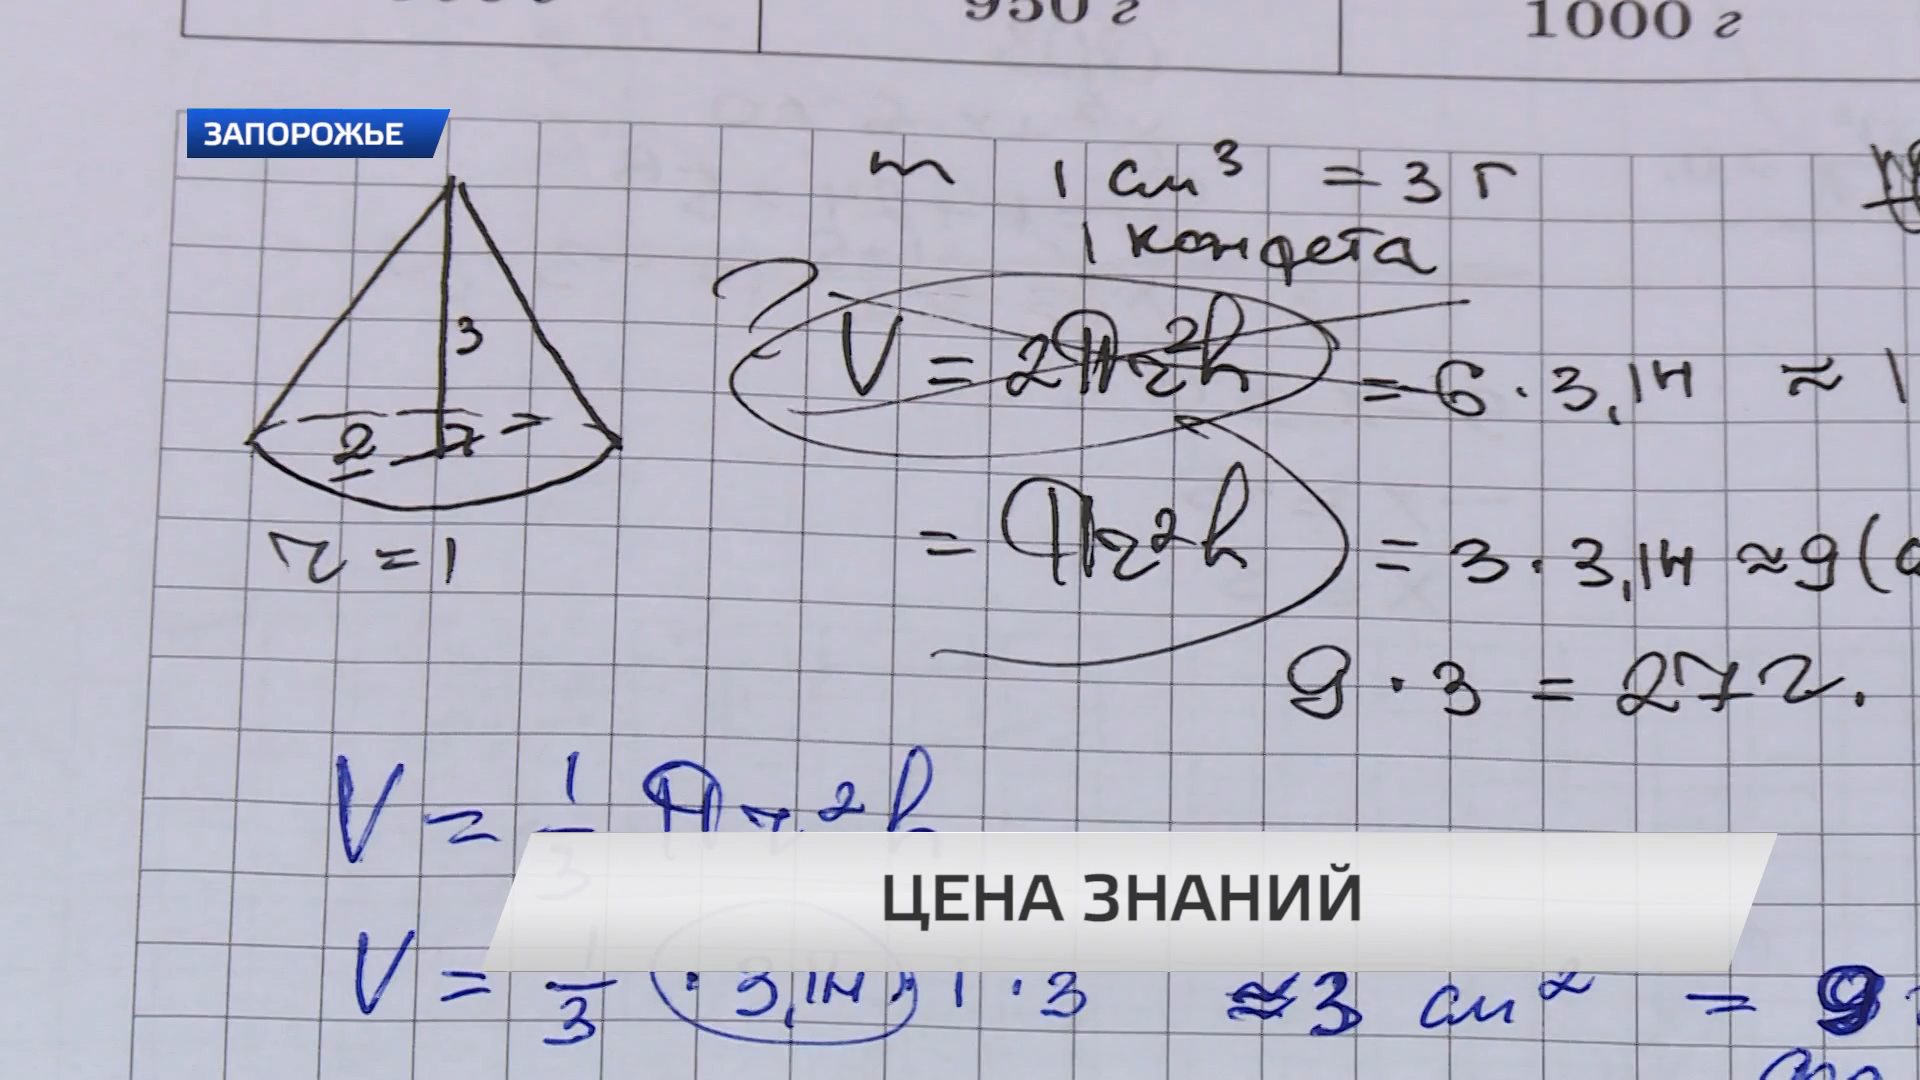 950 г
1000 г
ЗАПОРОЖЬЕ
m 1 см³ = 3 г
1 конфета
3
2
r = 1
? V = 2πr²h = 6 · 3,14 ≈ 1
= πr²h = 3 · 3,14 ≈ 9 (
9 · 3 = 27 г.
V = 1/3 πr²h
ЦЕНА ЗНАНИЙ
V = 1/3 · 3,14 · 1 · 3 ≈ 3 см² = 9